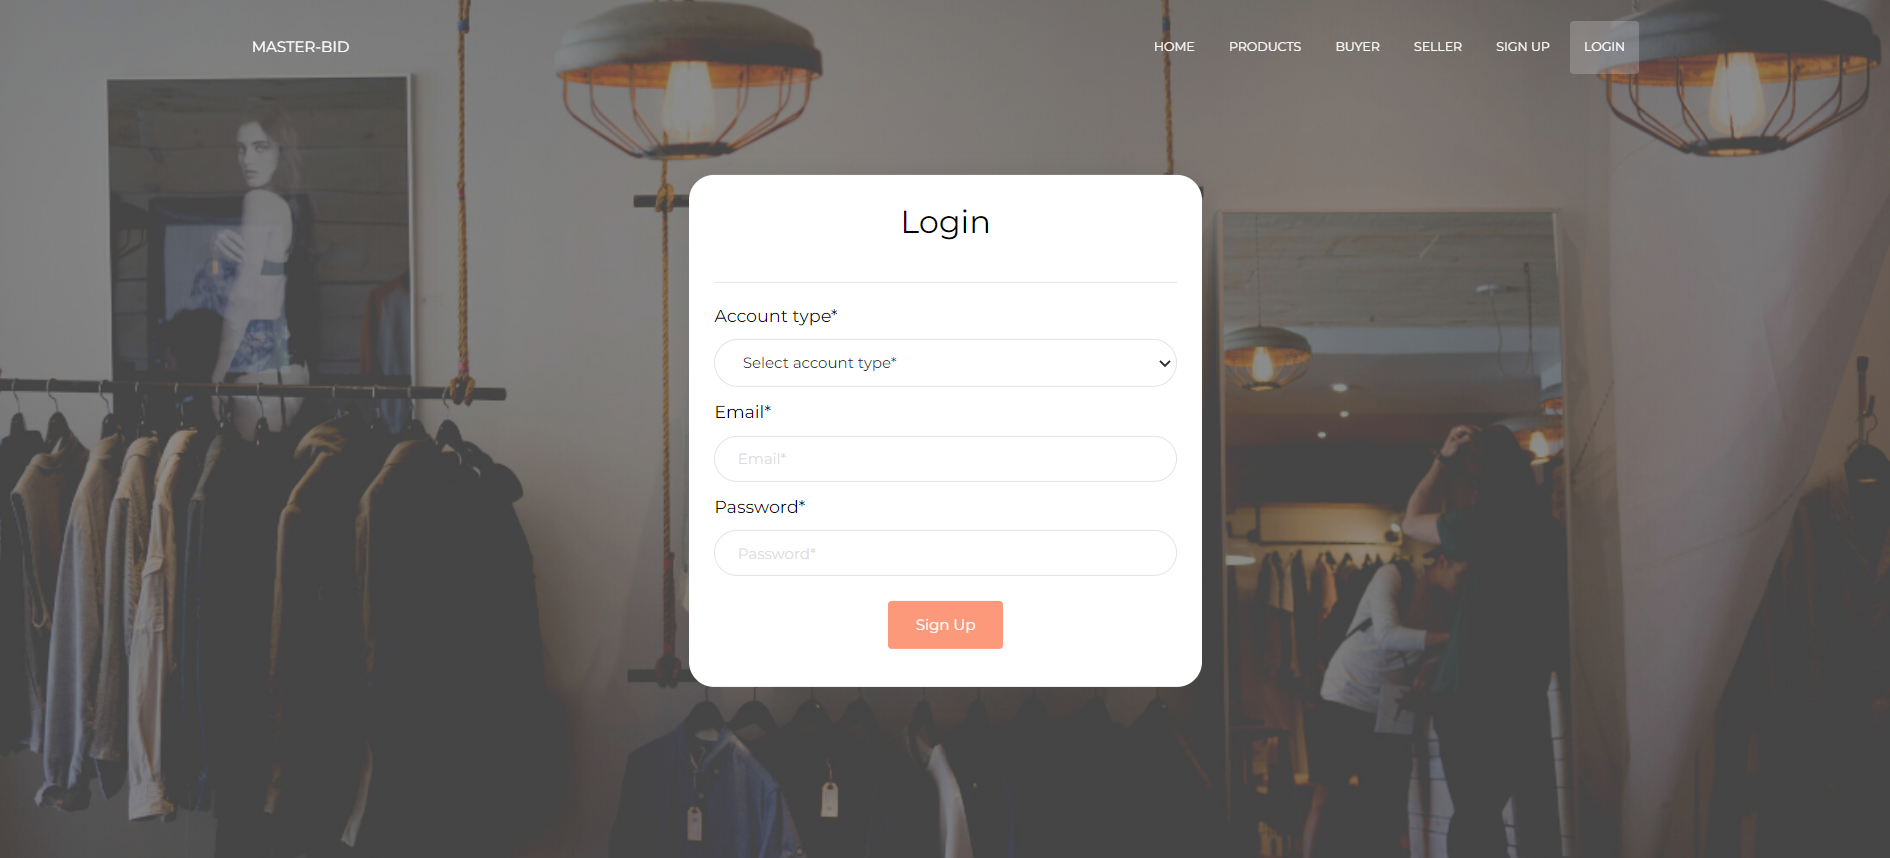 MASTER-BID
HOME PRODUCTS BUYER SELLER SIGN UP LOGIN
Login
Account type*
Select account type*
Email*
Email*
Password*
Password*
Sign Up